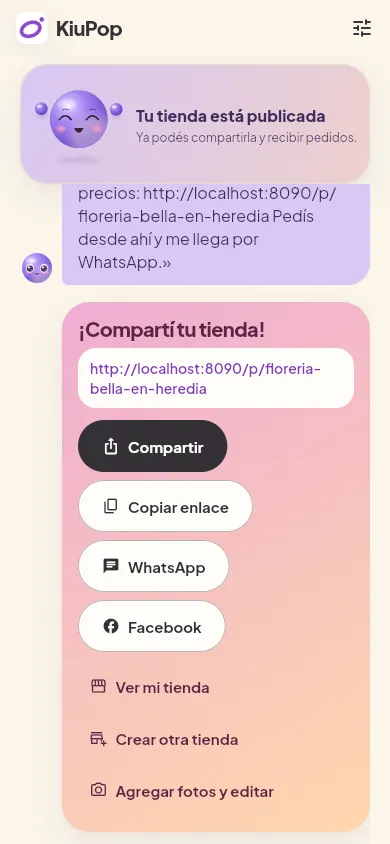 KiuPop
Tu tienda está publicada
Ya podés compartirla y recibir pedidos.
precios: http://localhost:8090/p/
floreria-bella-en-heredia Pedís
desde ahí y me llega por
WhatsApp.»
¡Compartí tu tienda!
http://localhost:8090/p/floreria-
bella-en-heredia
Compartir
Copiar enlace
WhatsApp
Facebook
Ver mi tienda
Crear otra tienda
Agregar fotos y editar